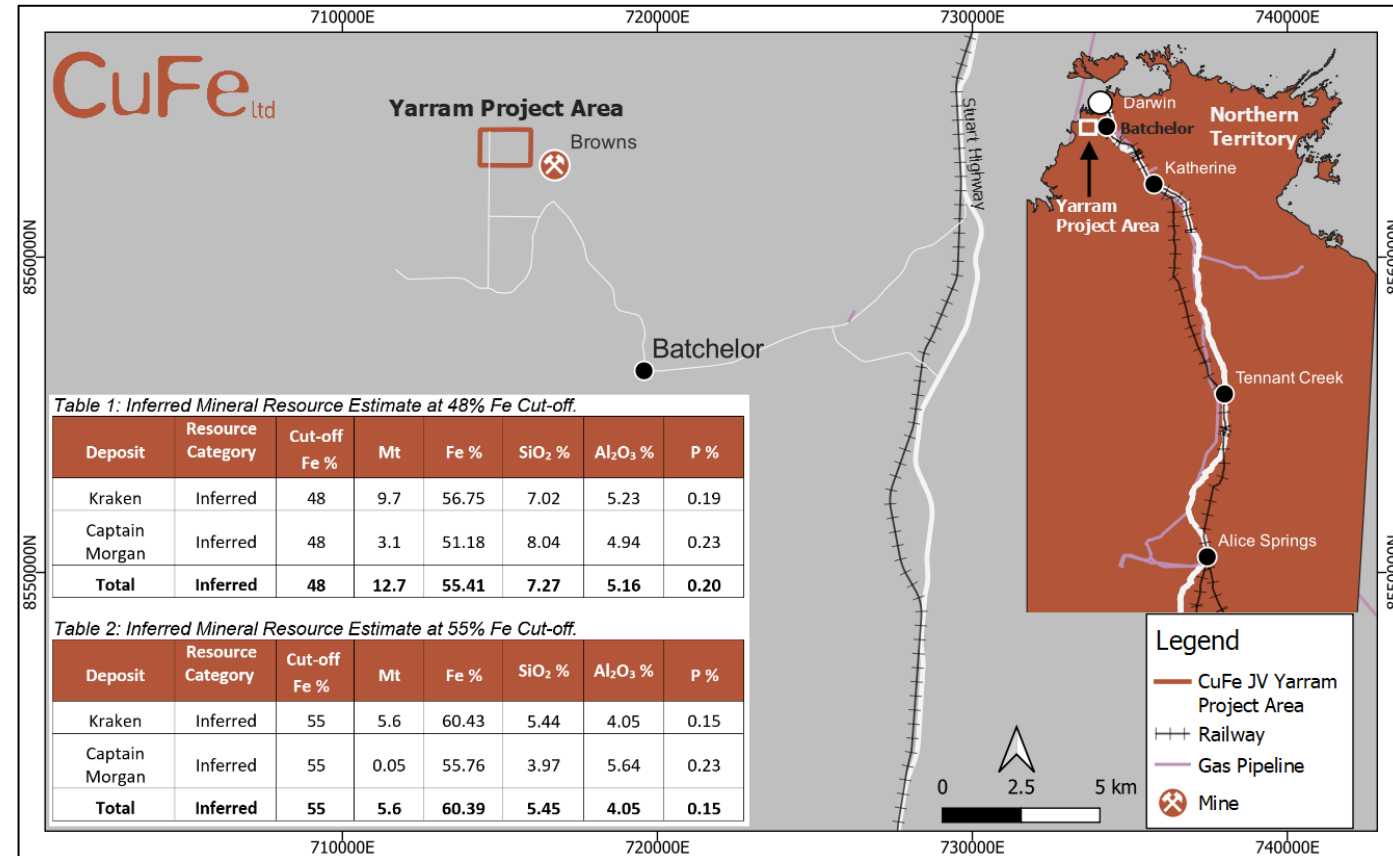 710000E 720000E 730000E 740000E
CuFe ltd
Yarram Project Area
Browns
Stuart Highway
Darwin
Batchelor
Northern
Territory
Katherine
Yarram
Project Area
Tennant Creek
Alice Springs
8560000N
8560000N
8550000N
8550000N
Batchelor
Table 1: Inferred Mineral Resource Estimate at 48% Fe Cut-off.
Deposit Resource Category Cut-off Fe % Mt Fe % SiO₂ % Al₂O₃ % P %
Kraken Inferred 48 9.7 56.75 7.02 5.23 0.19
Captain Morgan Inferred 48 3.1 51.18 8.04 4.94 0.23
Total Inferred 48 12.7 55.41 7.27 5.16 0.20
Table 2: Inferred Mineral Resource Estimate at 55% Fe Cut-off.
Deposit Resource Category Cut-off Fe % Mt Fe % SiO₂ % Al₂O₃ % P %
Kraken Inferred 55 5.6 60.43 5.44 4.05 0.15
Captain Morgan Inferred 55 0.05 55.76 3.97 5.64 0.23
Total Inferred 55 5.6 60.39 5.45 4.05 0.15
0 2.5 5 km
Legend
CuFe JV Yarram
Project Area
Railway
Gas Pipeline
Mine
710000E 720000E 730000E 740000E